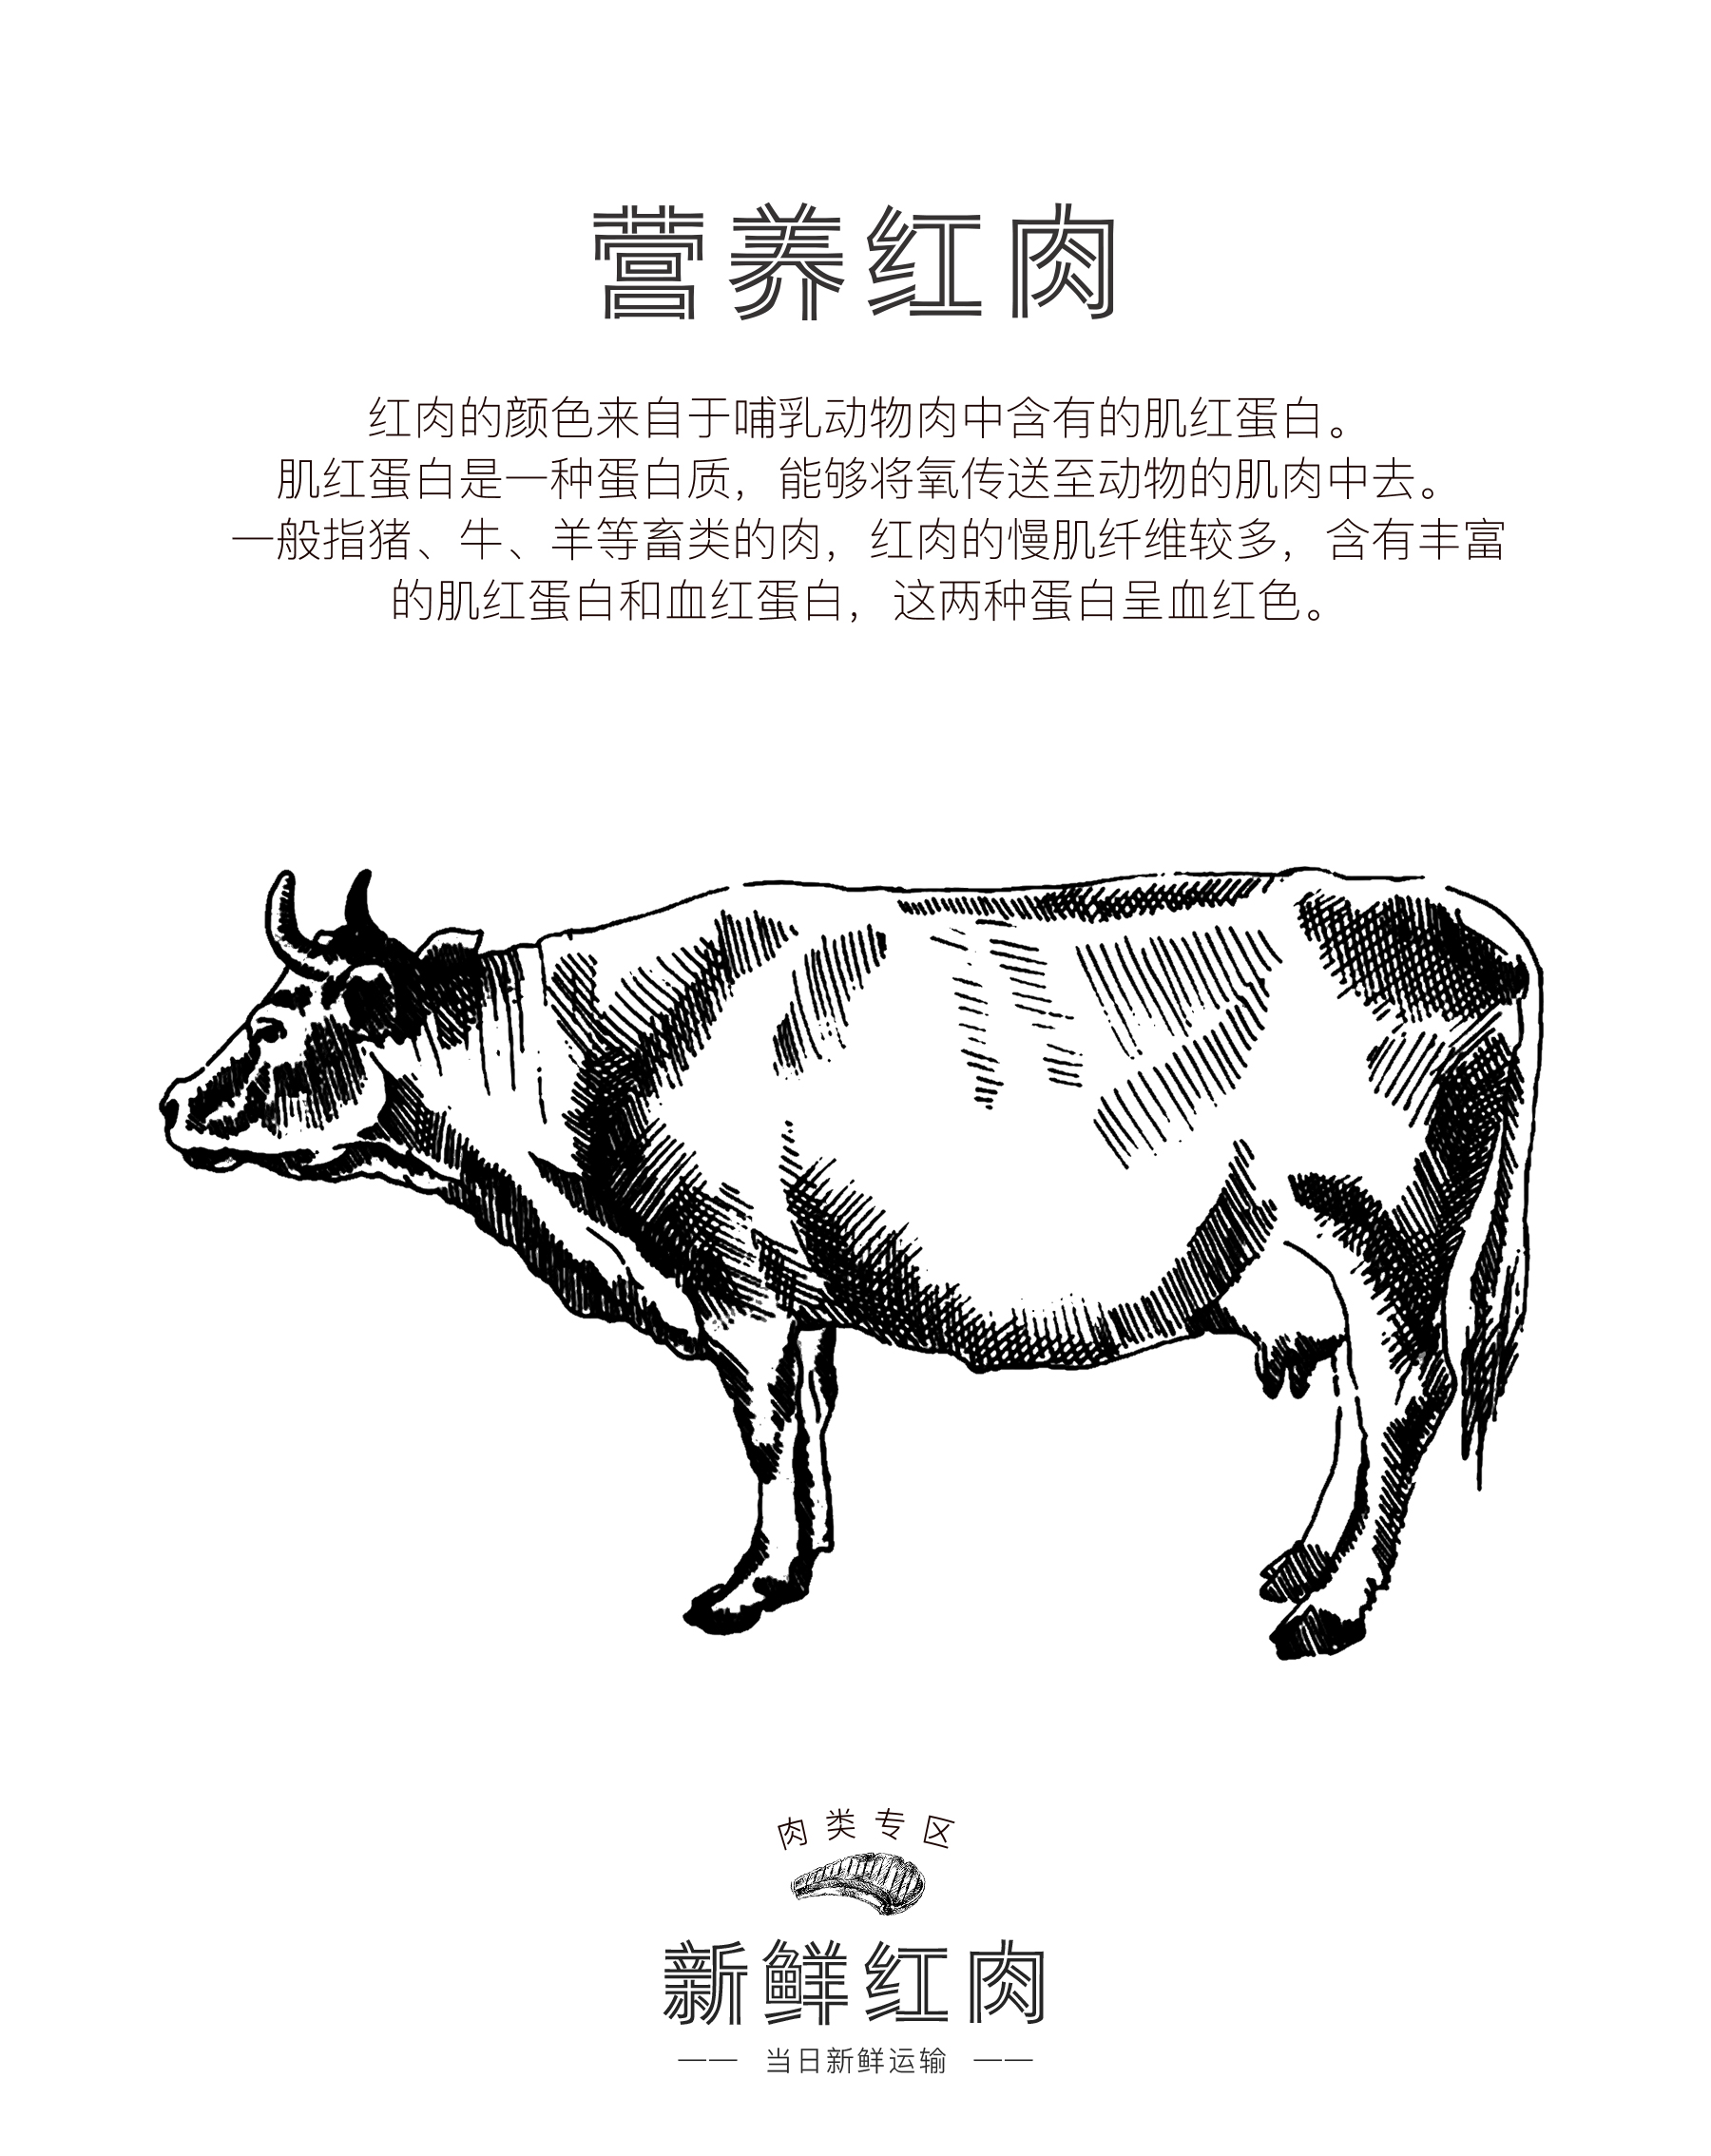 营养红肉
红肉的颜色来自于哺乳动物肉中含有的肌红蛋白。
肌红蛋白是一种蛋白质，能够将氧传送至动物的肌肉中去。
一般指猪、牛、羊等畜类的肉，红肉的慢肌纤维较多，含有丰富
的肌红蛋白和血红蛋白，这两种蛋白呈血红色。
肉类专区
新鲜红肉
—— 当日新鲜运输 ——